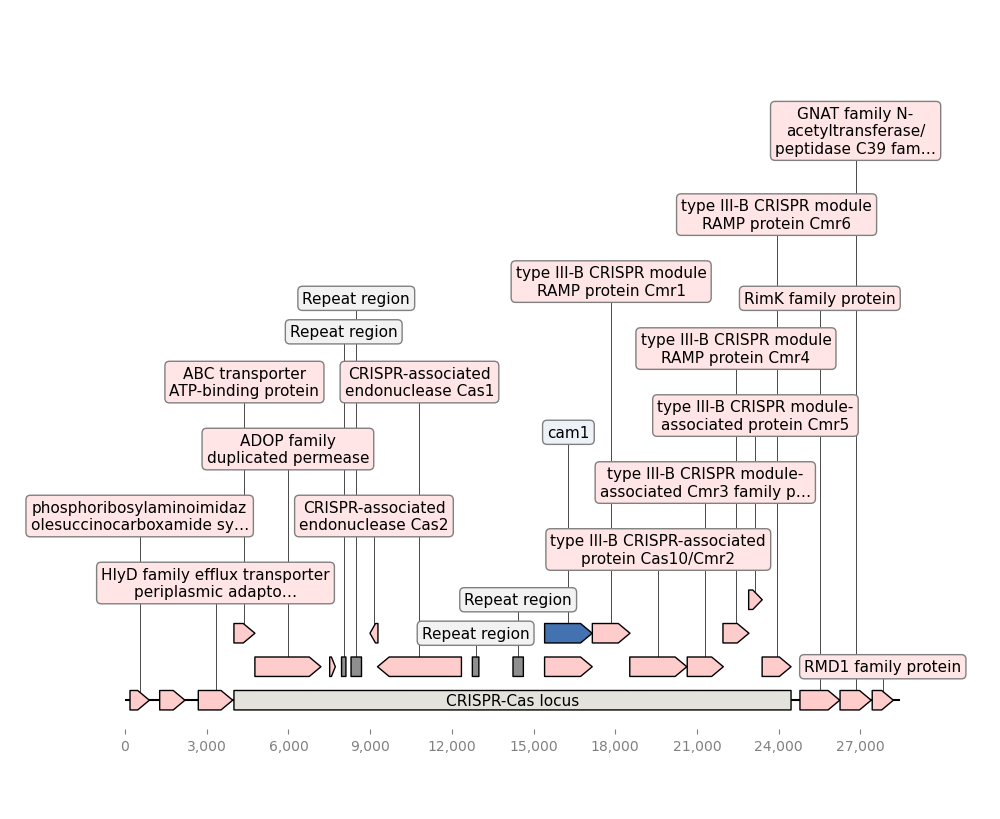 GNAT family N-
acetyltransferase/
peptidase C39 fam…
type III-B CRISPR module
RAMP protein Cmr6
type III-B CRISPR module
RAMP protein Cmr1
Repeat region
RimK family protein
Repeat region
type III-B CRISPR module
RAMP protein Cmr4
ABC transporter
ATP-binding protein
CRISPR-associated
endonuclease Cas1
type III-B CRISPR module-
associated protein Cmr5
cam1
ADOP family
duplicated permease
type III-B CRISPR module-
associated Cmr3 family p…
phosphoribosylaminoimidaz
olesuccinocarboxamide sy…
CRISPR-associated
endonuclease Cas2
type III-B CRISPR-associated
protein Cas10/Cmr2
HlyD family efflux transporter
periplasmic adapto…
Repeat region
Repeat region
RMD1 family protein
CRISPR-Cas locus
0 3,000 6,000 9,000 12,000 15,000 18,000 21,000 24,000 27,000